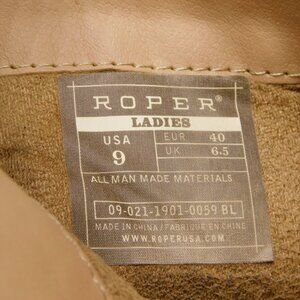 ROPER®
LADIES
USA 9 EUR 40
UK 6.5
ALL MAN MADE MATERIALS
09-021-1901-0059 BL
MADE IN CHINA / FABRIQUE EN CHINE
WWW.ROPERUSA.COM